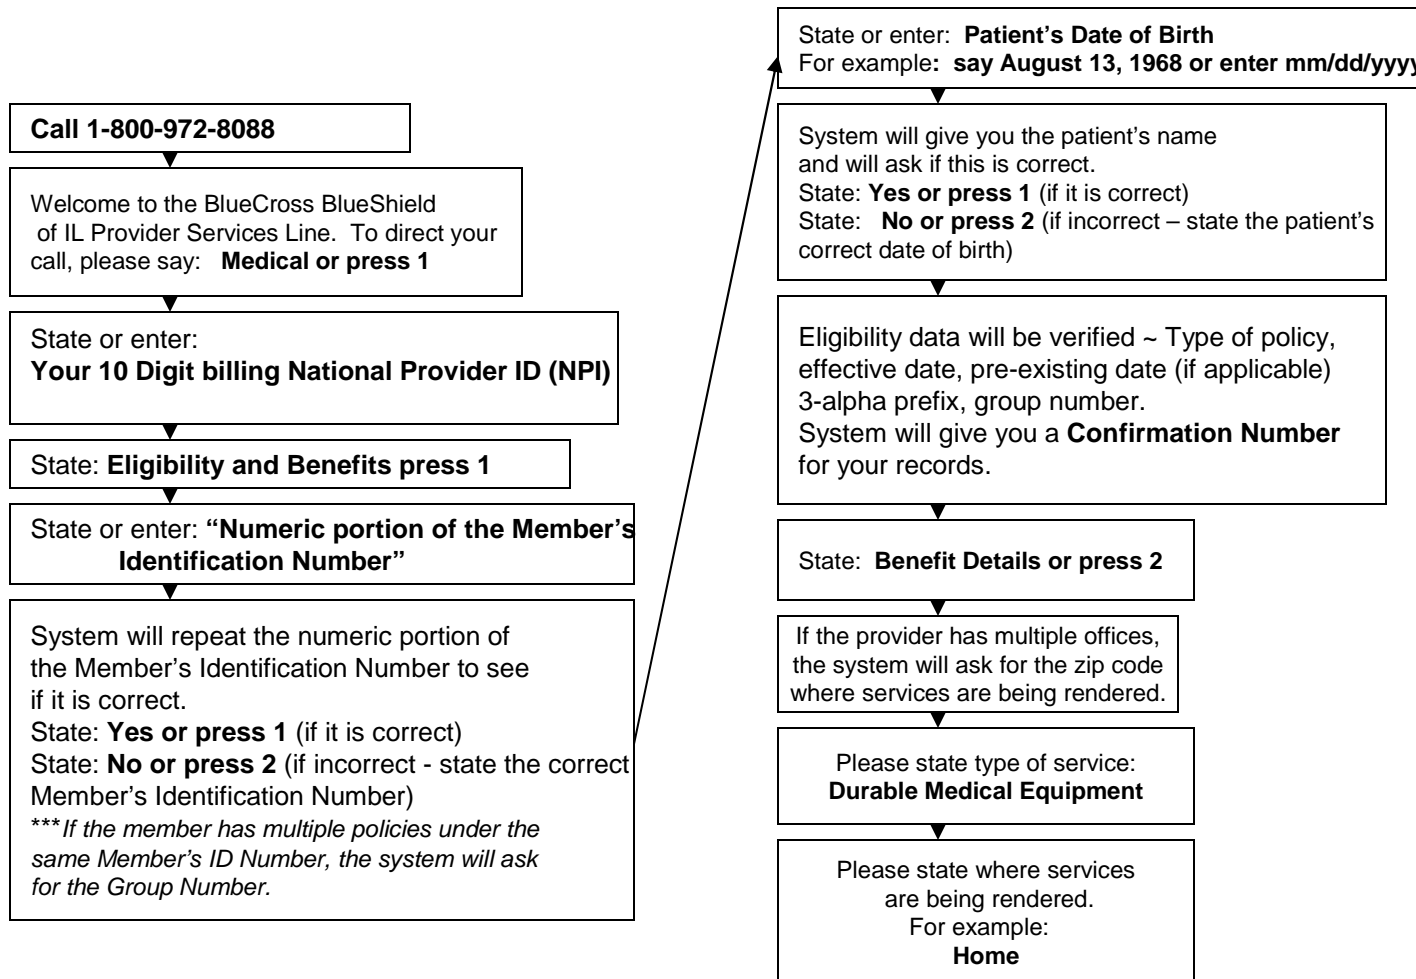 Call 1-800-972-8088
Welcome to the BlueCross BlueShield
of IL Provider Services Line. To direct your
call, please say: Medical or press 1
State or enter:
Your 10 Digit billing National Provider ID (NPI)
State: Eligibility and Benefits press 1
State or enter: “Numeric portion of the Member’s
Identification Number”
System will repeat the numeric portion of
the Member’s Identification Number to see
if it is correct.
State: Yes or press 1 (if it is correct)
State: No or press 2 (if incorrect - state the correct
Member’s Identification Number)
***If the member has multiple policies under the
same Member’s ID Number, the system will ask
for the Group Number.
State or enter: Patient’s Date of Birth
For example: say August 13, 1968 or enter mm/dd/yyyy
System will give you the patient’s name
and will ask if this is correct.
State: Yes or press 1 (if it is correct)
State: No or press 2 (if incorrect – state the patient’s
correct date of birth)
Eligibility data will be verified ~ Type of policy,
effective date, pre-existing date (if applicable)
3-alpha prefix, group number.
System will give you a Confirmation Number
for your records.
State: Benefit Details or press 2
If the provider has multiple offices,
the system will ask for the zip code
where services are being rendered.
Please state type of service:
Durable Medical Equipment
Please state where services
are being rendered.
For example:
Home